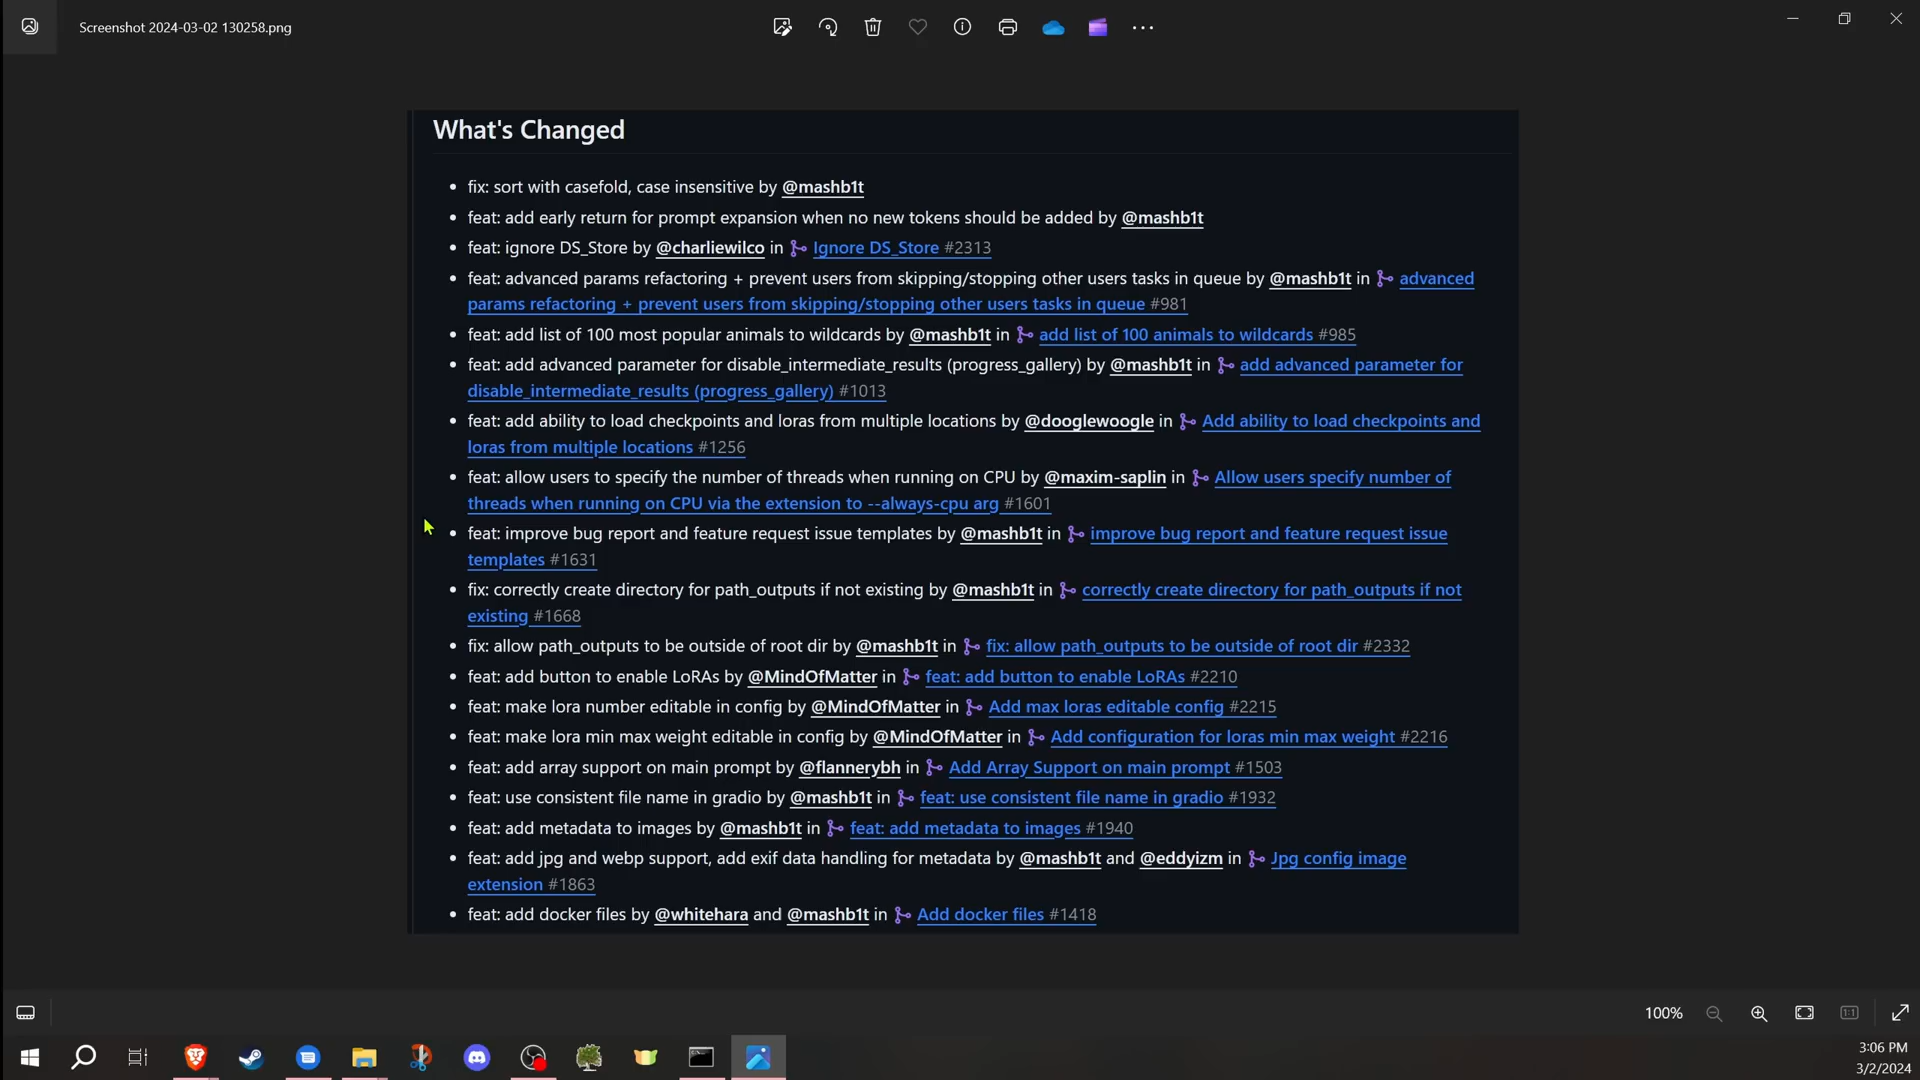 Screenshot 2024-03-02 130258.png
What's Changed
• fix: sort with casefold, case insensitive by @mashb1t
• feat: add early return for prompt expansion when no new tokens should be added by @mashb1t
• feat: ignore DS_Store by @charliewilco in Ignore DS_Store #2313
• feat: advanced params refactoring + prevent users from skipping/stopping other users tasks in queue by @mashb1t in advanced
params refactoring + prevent users from skipping/stopping other users tasks in queue #981
• feat: add list of 100 most popular animals to wildcards by @mashb1t in add list of 100 animals to wildcards #985
• feat: add advanced parameter for disable_intermediate_results (progress_gallery) by @mashb1t in add advanced parameter for
disable_intermediate_results (progress_gallery) #1013
• feat: add ability to load checkpoints and loras from multiple locations by @dooglewoogle in Add ability to load checkpoints and
loras from multiple locations #1256
• feat: allow users to specify the number of threads when running on CPU by @maxim-saplin in Allow users specify number of
threads when running on CPU via the extension to --always-cpu arg #1601
• feat: improve bug report and feature request issue templates by @mashb1t in improve bug report and feature request issue
templates #1631
• fix: correctly create directory for path_outputs if not existing by @mashb1t in correctly create directory for path_outputs if not
existing #1668
• fix: allow path_outputs to be outside of root dir by @mashb1t in fix: allow path_outputs to be outside of root dir #2332
• feat: add button to enable LoRAs by @MindOfMatter in feat: add button to enable LoRAs #2210
• feat: make lora number editable in config by @MindOfMatter in Add max loras editable config #2215
• feat: make lora min max weight editable in config by @MindOfMatter in Add configuration for loras min max weight #2216
• feat: add array support on main prompt by @flannerybh in Add Array Support on main prompt #1503
• feat: use consistent file name in gradio by @mashb1t in feat: use consistent file name in gradio #1932
• feat: add metadata to images by @mashb1t in feat: add metadata to images #1940
• feat: add jpg and webp support, add exif data handling for metadata by @mashb1t and @eddyizm in Jpg config image
extension #1863
• feat: add docker files by @whitehara and @mashb1t in Add docker files #1418
100%
1:1
3:06 PM
3/2/2024